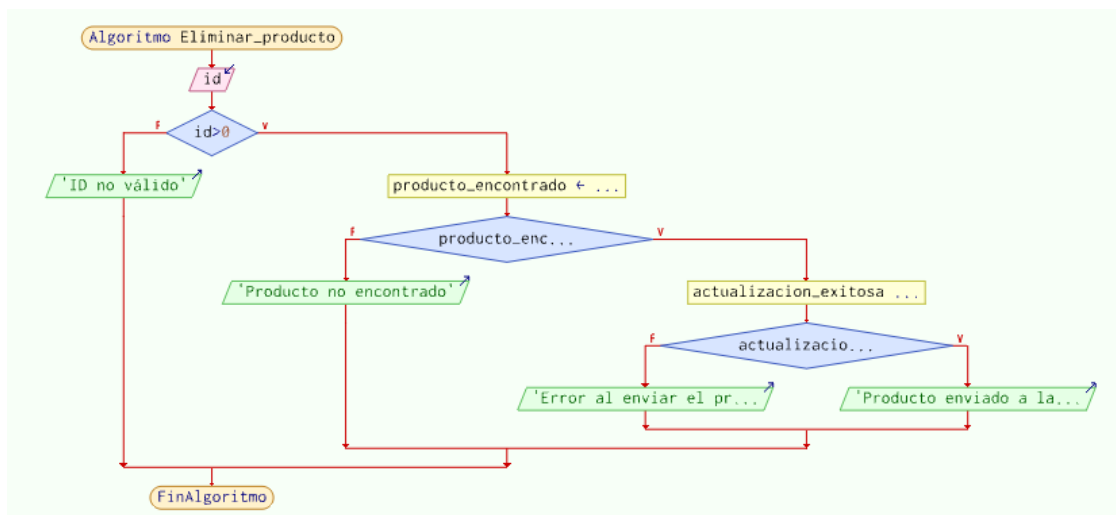 Algoritmo Eliminar_producto
id
id>0
F
V
'ID no válido'
producto_encontrado ← ...
producto_enc...
F
V
'Producto no encontrado'
actualizacion_exitosa ...
actualizacio...
F
V
'Error al enviar el pr...
'Producto enviado a la...
FinAlgoritmo